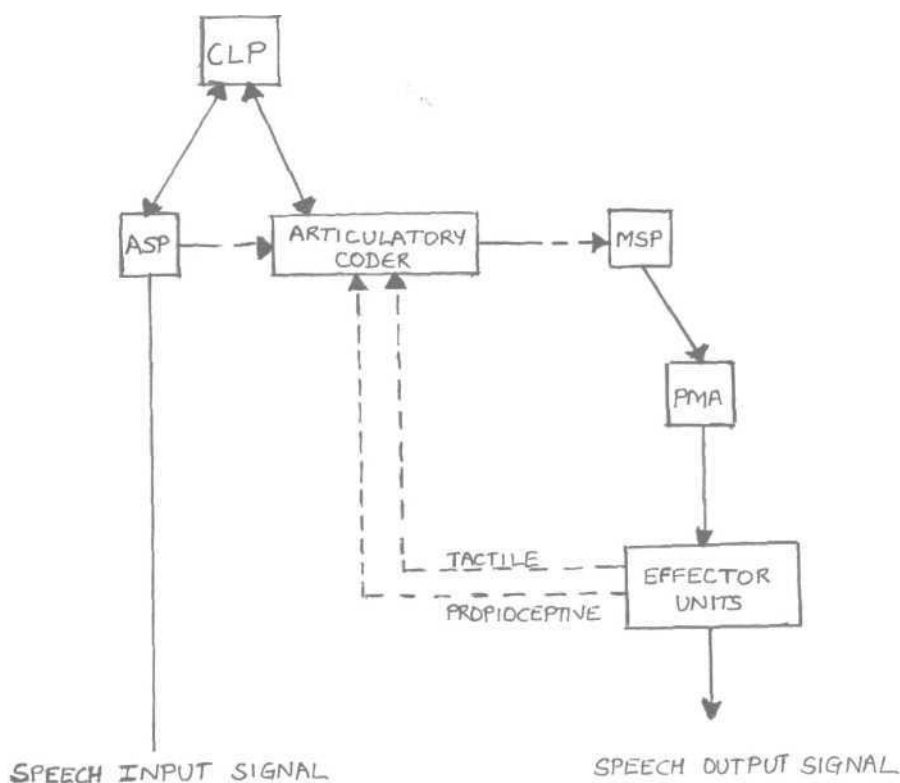 CLP
ASP
ARTICULATORY
CODER
MSP
PMA
TACTILE
PROPIOCEPTIVE
EFFECTOR
UNITS
SPEECH INPUT SIGNAL
SPEECH OUTPUT SIGNAL